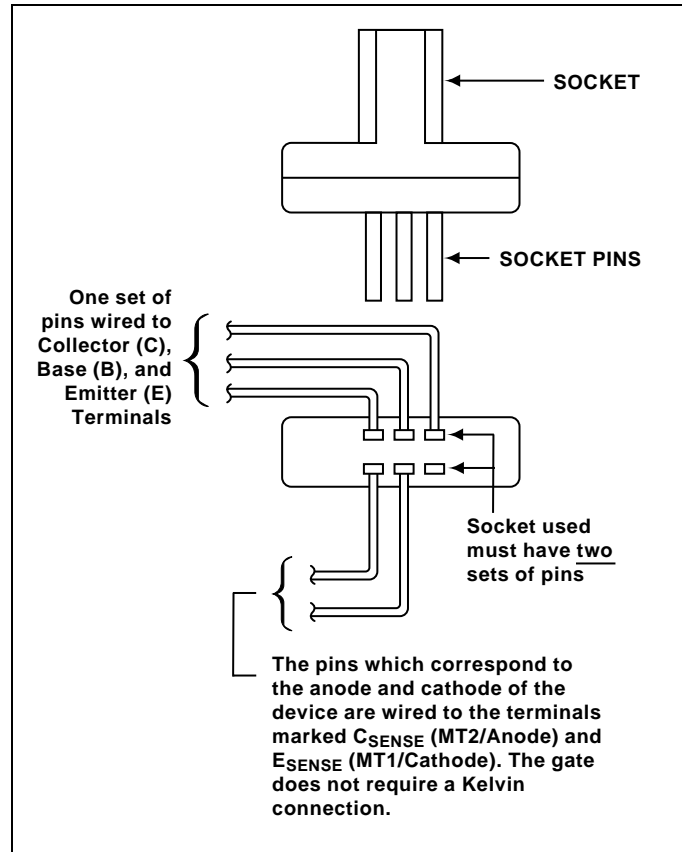 SOCKET
SOCKET PINS
One set of
pins wired to
Collector (C),
Base (B), and
Emitter (E)
Terminals
Socket used
must have two
sets of pins
The pins which correspond to
the anode and cathode of the
device are wired to the terminals
marked CSENSE (MT2/Anode) and
ESENSE (MT1/Cathode). The gate
does not require a Kelvin
connection.